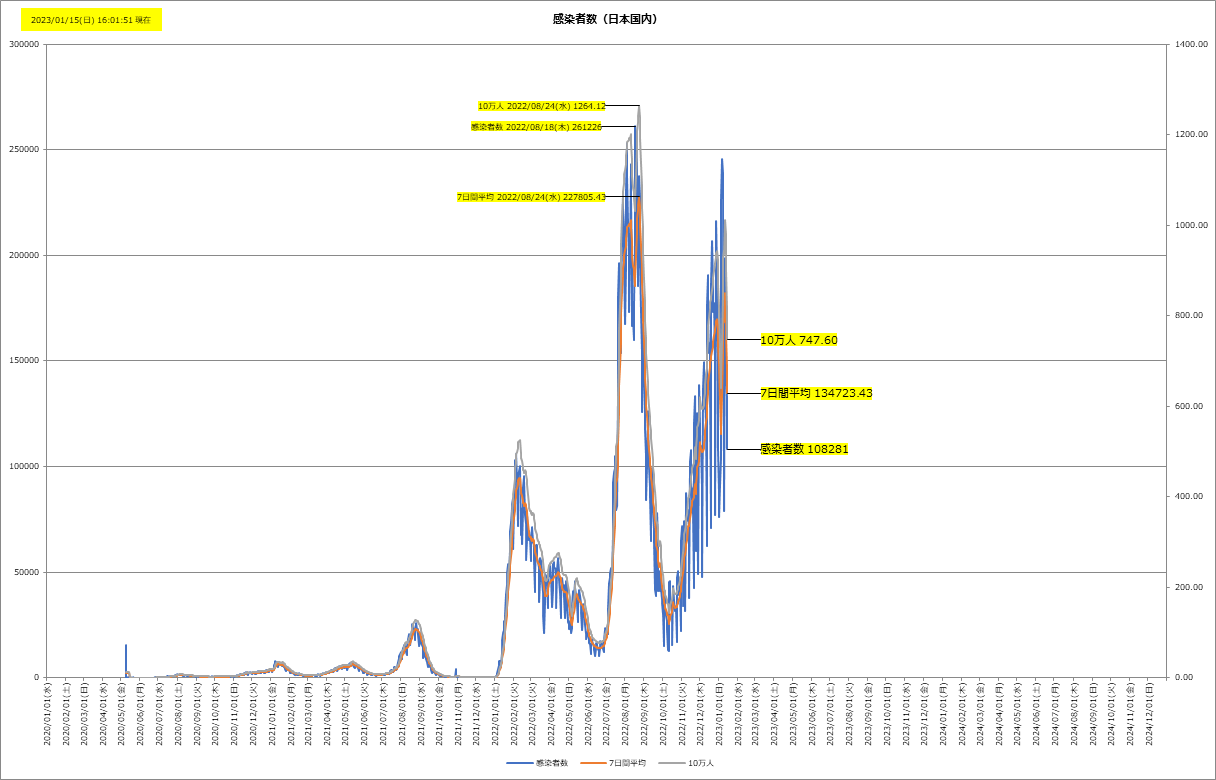 2023/01/15(日) 16:01:51 現在
感染者数（日本国内）
300000
250000
200000
150000
100000
50000
0
1400.00
1200.00
1000.00
800.00
600.00
400.00
200.00
0.00
10万人 2022/08/24(水) 1264.12
感染者数 2022/08/18(木) 261226
7日間平均 2022/08/24(水) 227805.43
10万人 747.60
7日間平均 134723.43
感染者数 108281
2020/01/01(水)
2020/02/01(土)
2020/03/01(日)
2020/04/01(水)
2020/05/01(金)
2020/06/01(月)
2020/07/01(水)
2020/08/01(土)
2020/09/01(火)
2020/10/01(木)
2020/11/01(日)
2020/12/01(火)
2021/01/01(金)
2021/02/01(月)
2021/03/01(月)
2021/04/01(木)
2021/05/01(土)
2021/06/01(火)
2021/07/01(木)
2021/08/01(日)
2021/09/01(水)
2021/10/01(金)
2021/11/01(月)
2021/12/01(水)
2022/01/01(土)
2022/02/01(火)
2022/03/01(火)
2022/04/01(金)
2022/05/01(日)
2022/06/01(水)
2022/07/01(金)
2022/08/01(月)
2022/09/01(木)
2022/10/01(土)
2022/11/01(火)
2022/12/01(木)
2023/01/01(日)
2023/02/01(水)
2023/03/01(水)
2023/04/01(土)
2023/05/01(月)
2023/06/01(木)
2023/07/01(土)
2023/08/01(火)
2023/09/01(金)
2023/10/01(日)
2023/11/01(水)
2023/12/01(金)
2024/01/01(月)
2024/02/01(木)
2024/03/01(金)
2024/04/01(月)
2024/05/01(水)
2024/06/01(土)
2024/07/01(月)
2024/08/01(木)
2024/09/01(日)
2024/10/01(火)
2024/11/01(金)
2024/12/01(日)
感染者数 7日間平均 10万人